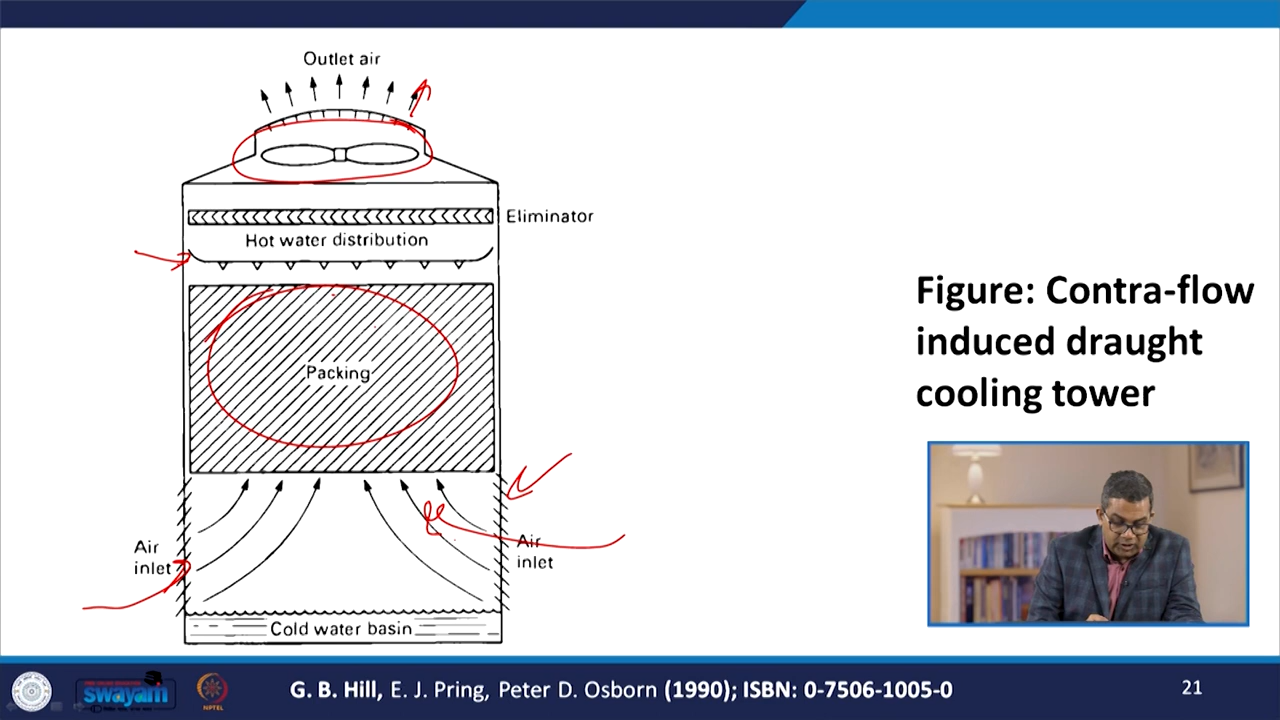 Outlet air
Eliminator
Hot water distribution
Packing
Air
inlet
Air
inlet
Cold water basin
Figure: Contra-flow
induced draught
cooling tower
swayam
NPTEL
G. B. Hill, E. J. Pring, Peter D. Osborn (1990); ISBN: 0-7506-1005-0
21